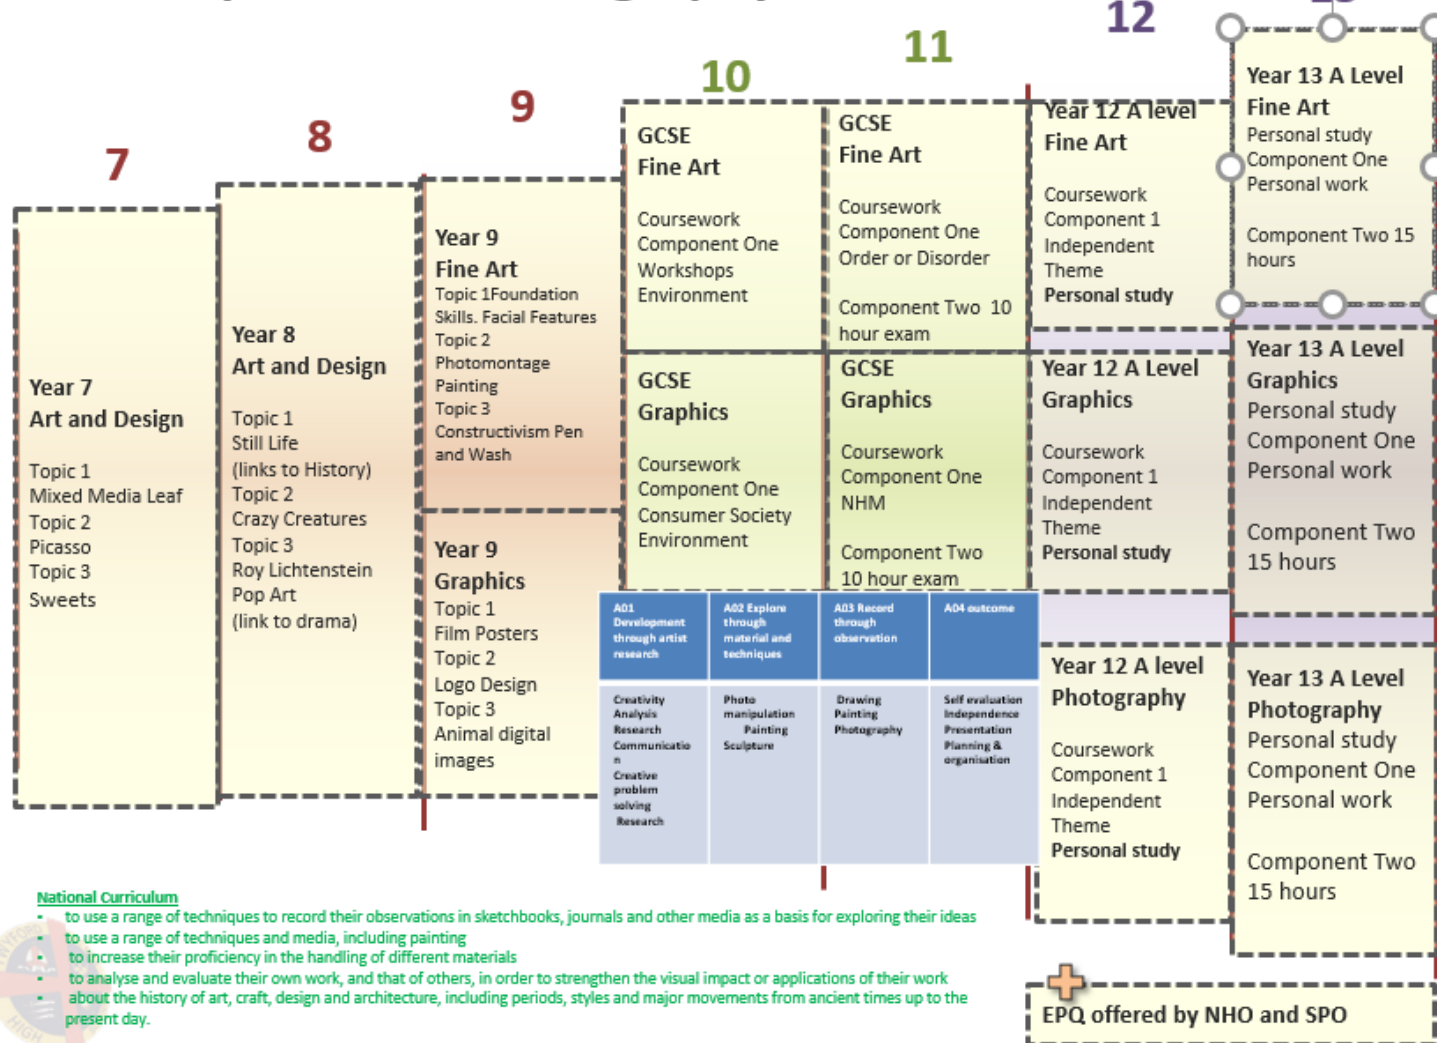 7
8
9
10
11
12
Year 7
Art and Design
Topic 1
Mixed Media Leaf
Topic 2
Picasso
Topic 3
Sweets
Year 8
Art and Design
Topic 1
Still Life
(links to History)
Topic 2
Crazy Creatures
Topic 3
Roy Lichtenstein
Pop Art
(link to drama)
Year 9
Fine Art
Topic 1Foundation
Skills. Facial Features
Topic 2
Photomontage
Painting
Topic 3
Constructivism Pen
and Wash
Year 9
Graphics
Topic 1
Film Posters
Topic 2
Logo Design
Topic 3
Animal digital
images
GCSE
Fine Art
Coursework
Component One
Workshops
Environment
GCSE
Graphics
Coursework
Component One
Consumer Society
Environment
GCSE
Fine Art
Coursework
Component One
Order or Disorder
Component Two 10
hour exam
GCSE
Graphics
Coursework
Component One
NHM
Component Two
10 hour exam
Year 12 A level
Fine Art
Coursework
Component 1
Independent
Theme
Personal study
Year 12 A Level
Graphics
Coursework
Component 1
Independent
Theme
Personal study
Year 12 A level
Photography
Coursework
Component 1
Independent
Theme
Personal study
Year 13 A Level
Fine Art
Personal study
Component One
Personal work
Component Two 15
hours
Year 13 A Level
Graphics
Personal study
Component One
Personal work
Component Two
15 hours
Year 13 A Level
Photography
Personal study
Component One
Personal work
Component Two
15 hours
A01
Development
through artist
research
A02 Explore
through
material and
techniques
A03 Record
through
observation
A04 outcome
Creativity
Analysis
Research
Communicatio
n
Creative
problem
solving
Research
Photo
manipulation
Painting
Sculpture
Drawing
Painting
Photography
Self evaluation
Independence
Presentation
Planning &
organisation
National Curriculum
▪ to use a range of techniques to record their observations in sketchbooks, journals and other media as a basis for exploring their ideas
▪ to use a range of techniques and media, including painting
▪ to increase their proficiency in the handling of different materials
▪ to analyse and evaluate their own work, and that of others, in order to strengthen the visual impact or applications of their work
▪ about the history of art, craft, design and architecture, including periods, styles and major movements from ancient times up to the
present day.
HIGH
EPQ offered by NHO and SPO